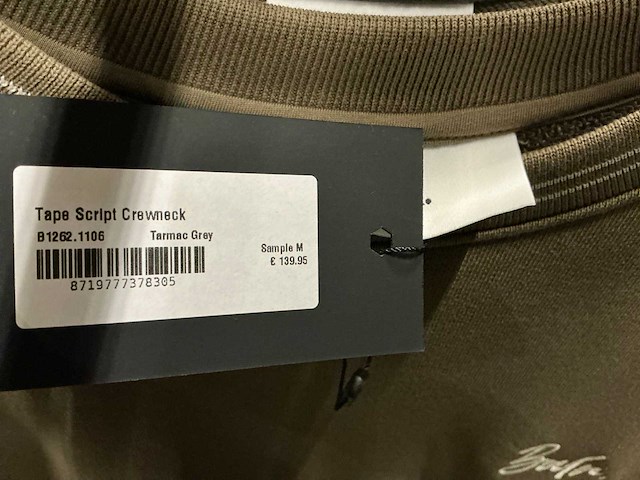 Tape Script Crewneck
B1262.1106 Tarmac Grey
Sample M
£ 139.95
8719777378305